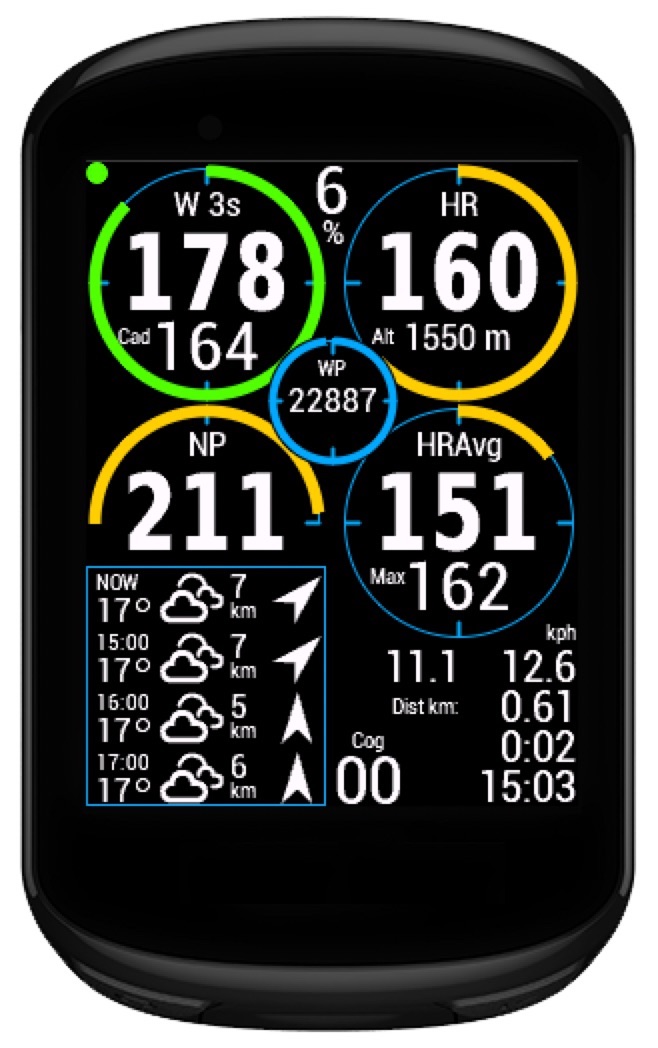 W 3s
178
Cad 164
6
%
HR
160
Alt 1550 m
WP
22887
NP
211
HRAvg
151
Max 162
NOW
17° 7 km
15:00
17° 7 km
16:00
17° 5 km
17:00
17° 6 km
kph
11.1 12.6
Dist km: 0.61
0:02
Cog
00
15:03